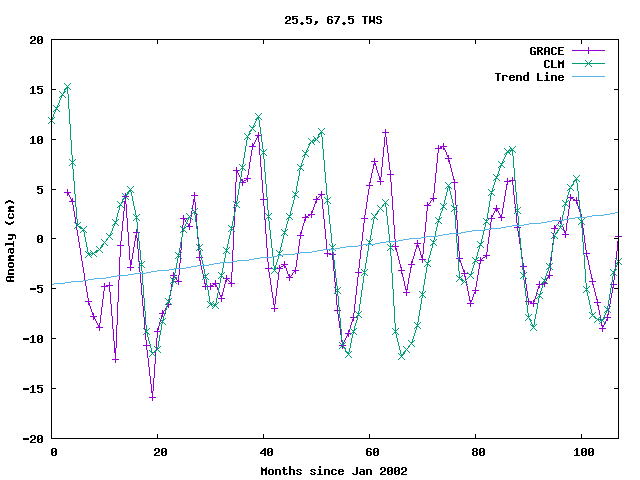 25.5, 67.5 TWS
GRACE
CLM
Trend Line
20
15
10
5
0
-5
-10
-15
-20
Anomaly (cm)
0 20 40 60 80 100
Months since Jan 2002